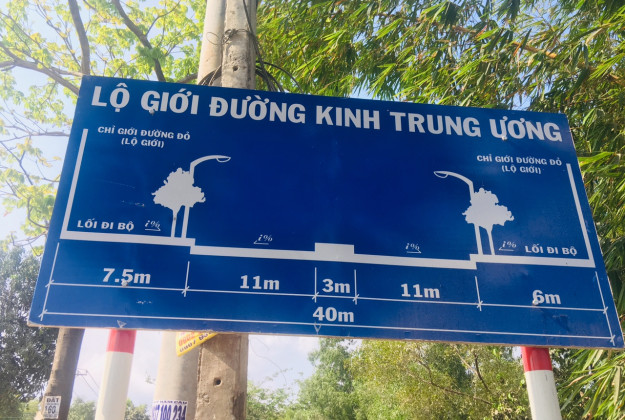 LỘ GIỚI ĐƯỜNG KINH TRUNG ƯƠNG
CHỈ GIỚI ĐƯỜNG ĐỎ
(LỘ GIỚI)
CHỈ GIỚI ĐƯỜNG ĐỎ
(LỘ GIỚI)
LỐI ĐI BỘ
i%
i%
i%
i%
LỐI ĐI BỘ
7.5m
11m
3m
11m
6m
40m
ĐẤT